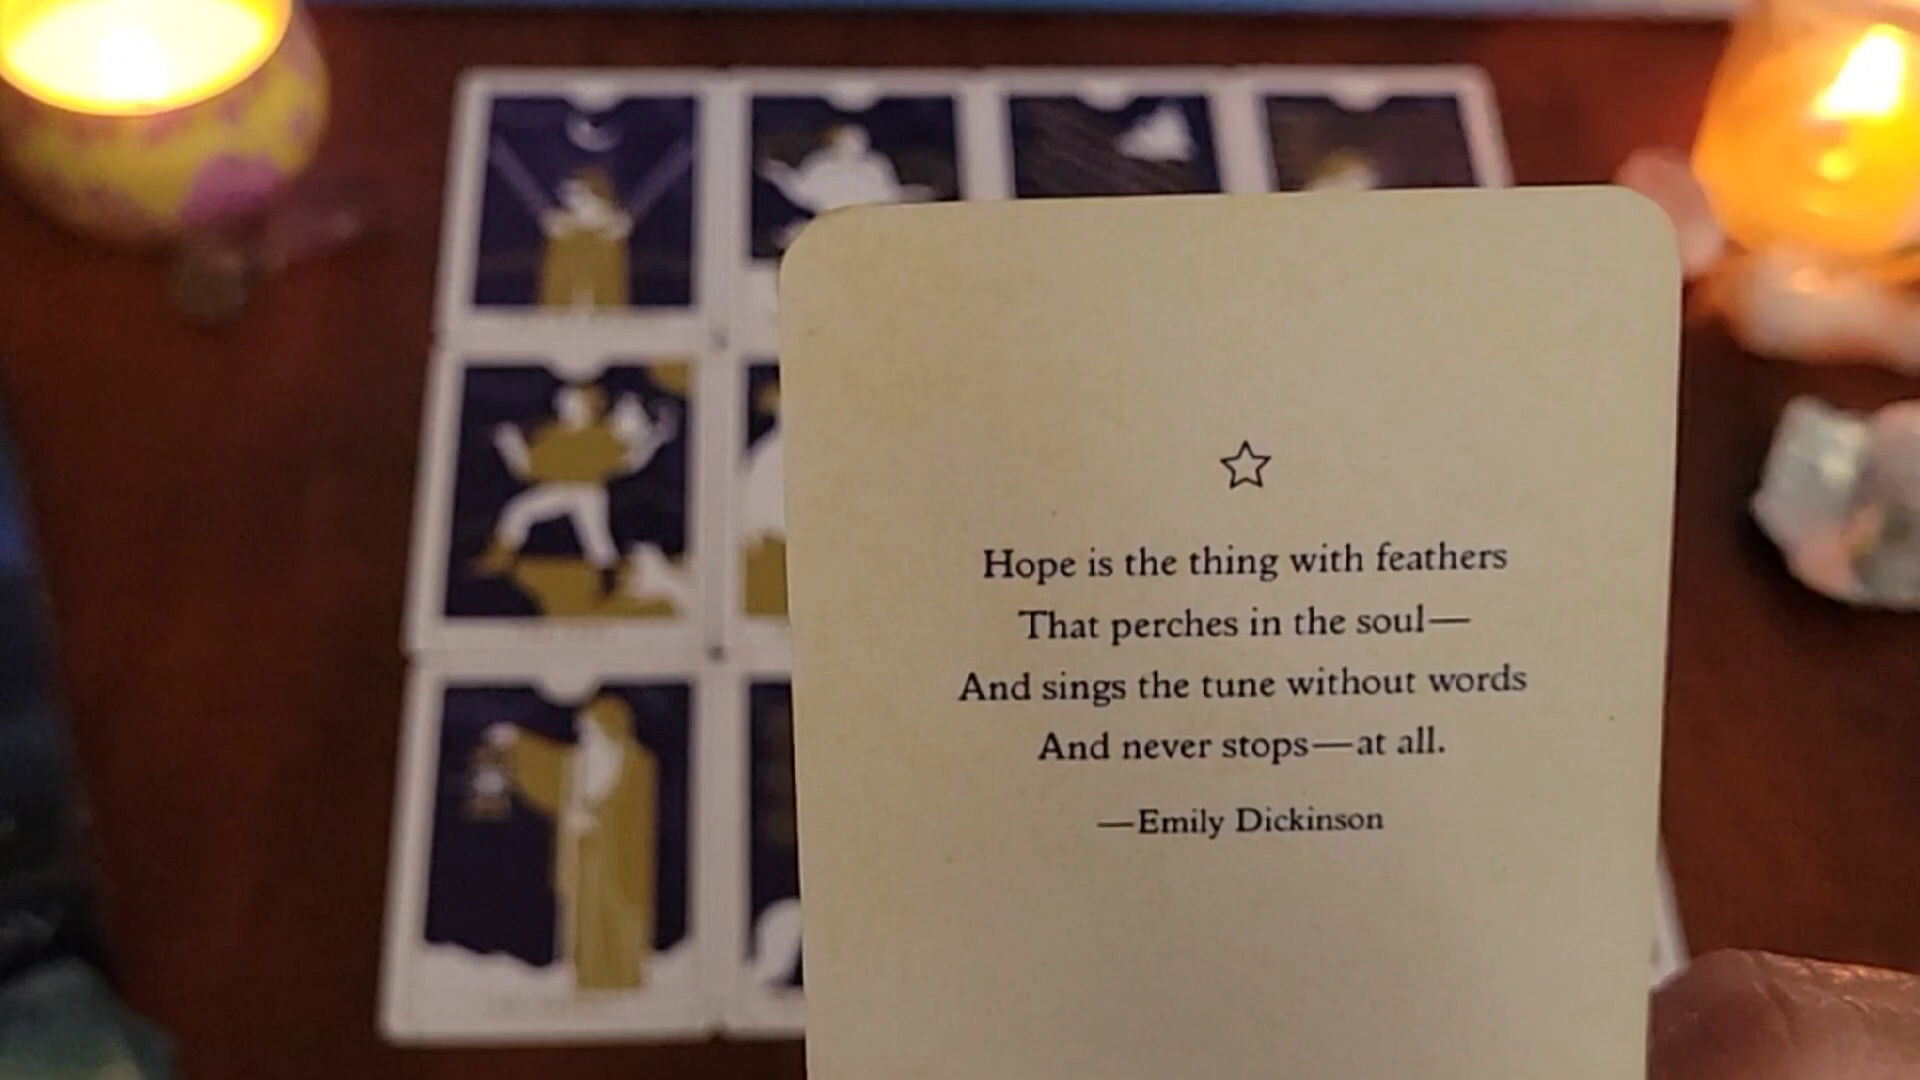 Hope is the thing with feathers
That perches in the soul—
And sings the tune without words
And never stops—at all.
—Emily Dickinson